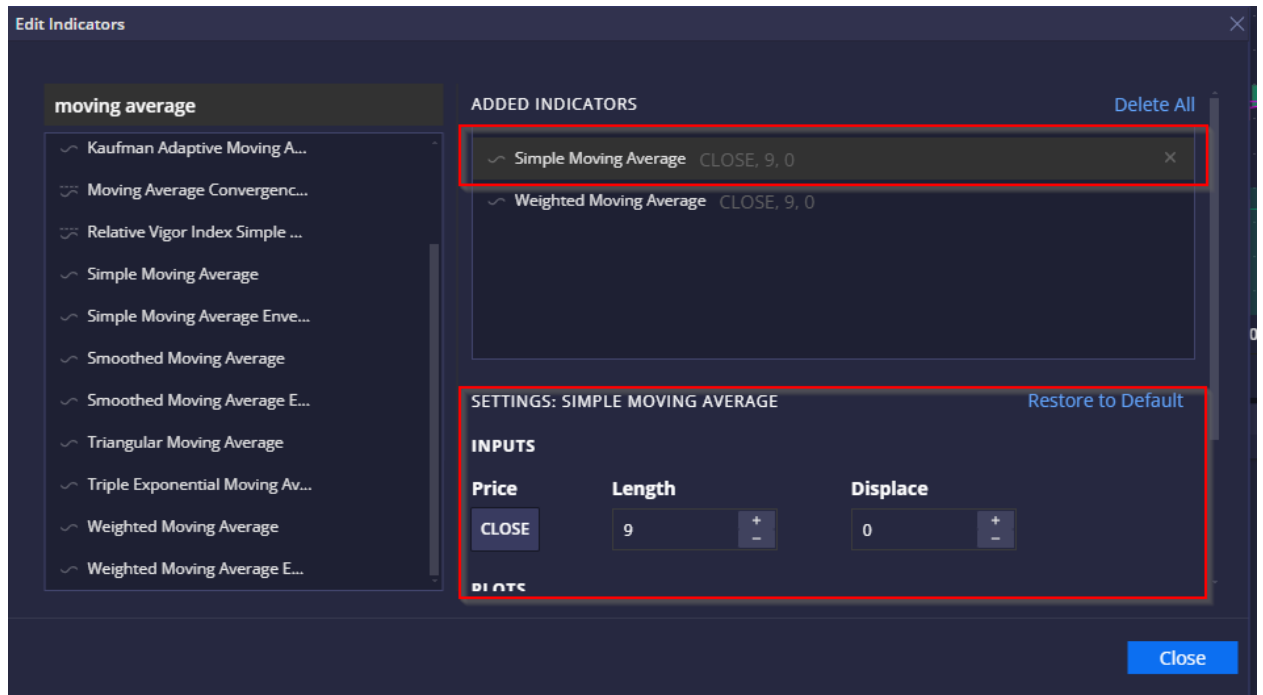 Edit Indicators
moving average
Kaufman Adaptive Moving A...
Moving Average Convergenc...
Relative Vigor Index Simple ...
Simple Moving Average
Simple Moving Average Enve...
Smoothed Moving Average
Smoothed Moving Average E...
Triangular Moving Average
Triple Exponential Moving Av...
Weighted Moving Average
Weighted Moving Average E...
ADDED INDICATORS Delete All
Simple Moving Average CLOSE, 9, 0
Weighted Moving Average CLOSE, 9, 0
SETTINGS: SIMPLE MOVING AVERAGE Restore to Default
INPUTS
Price Length Displace
CLOSE 9 + − 0 + −
PLOTS
Close